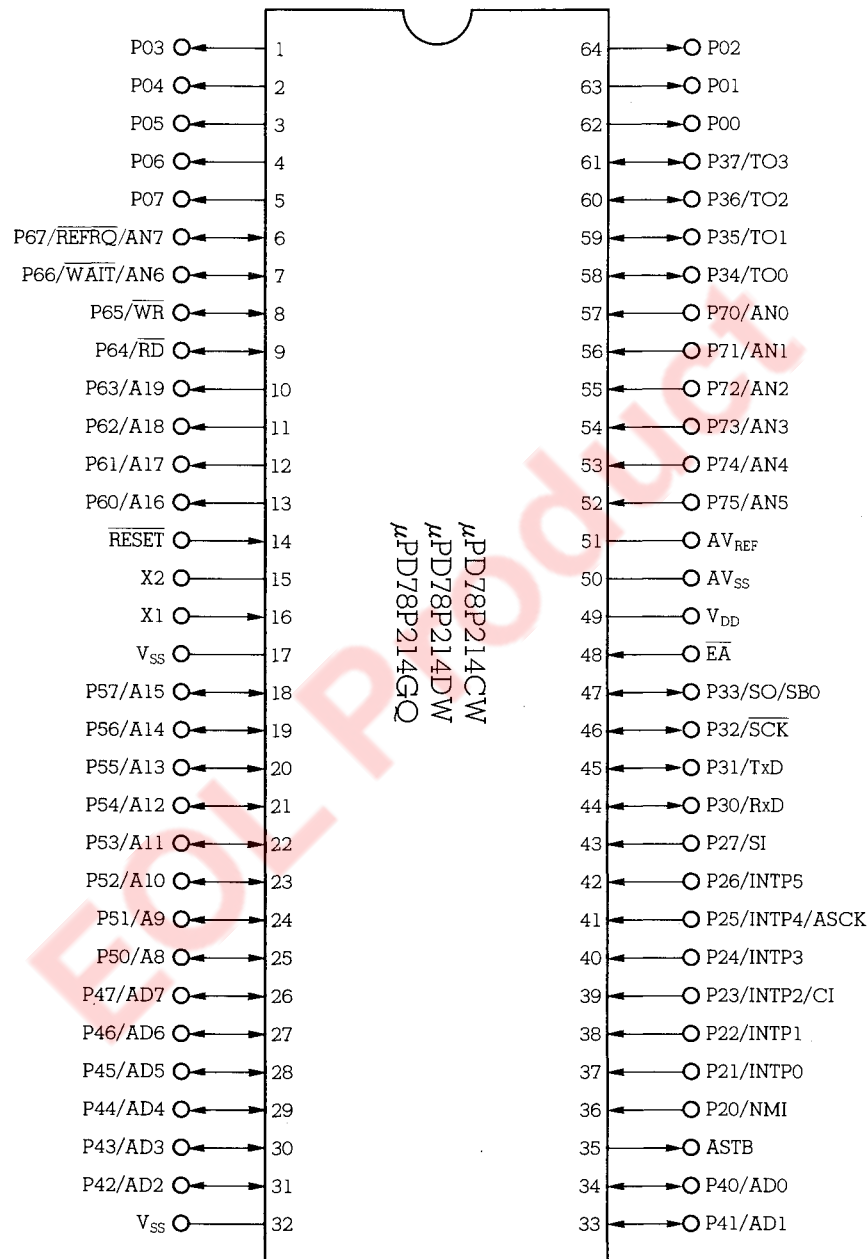 P03 1 64 P02
P04 2 63 P01
P05 3 62 P00
P06 4 61 P37/TO3
P07 5 60 P36/TO2
P67/REFRQ/AN7 6 59 P35/TO1
P66/WAIT/AN6 7 58 P34/TO0
P65/WR 8 57 P70/AN0
P64/RD 9 56 P71/AN1
P63/A19 10 55 P72/AN2
P62/A18 11 54 P73/AN3
P61/A17 12 53 P74/AN4
P60/A16 13 52 P75/AN5
RESET 14 51 AVREF
X2 15 50 AVSS
X1 16 49 VDD
VSS 17 48 EA
P57/A15 18 47 P33/SO/SB0
P56/A14 19 46 P32/SCK
P55/A13 20 45 P31/TxD
P54/A12 21 44 P30/RxD
P53/A11 22 43 P27/SI
P52/A10 23 42 P26/INTP5
P51/A9 24 41 P25/INTP4/ASCK
P50/A8 25 40 P24/INTP3
P47/AD7 26 39 P23/INTP2/CI
P46/AD6 27 38 P22/INTP1
P45/AD5 28 37 P21/INTP0
P44/AD4 29 36 P20/NMI
P43/AD3 30 35 ASTB
P42/AD2 31 34 P40/AD0
VSS 32 33 P41/AD1
μPD78P214CW
μPD78P214DW
μPD78P214GQ
EOL Product